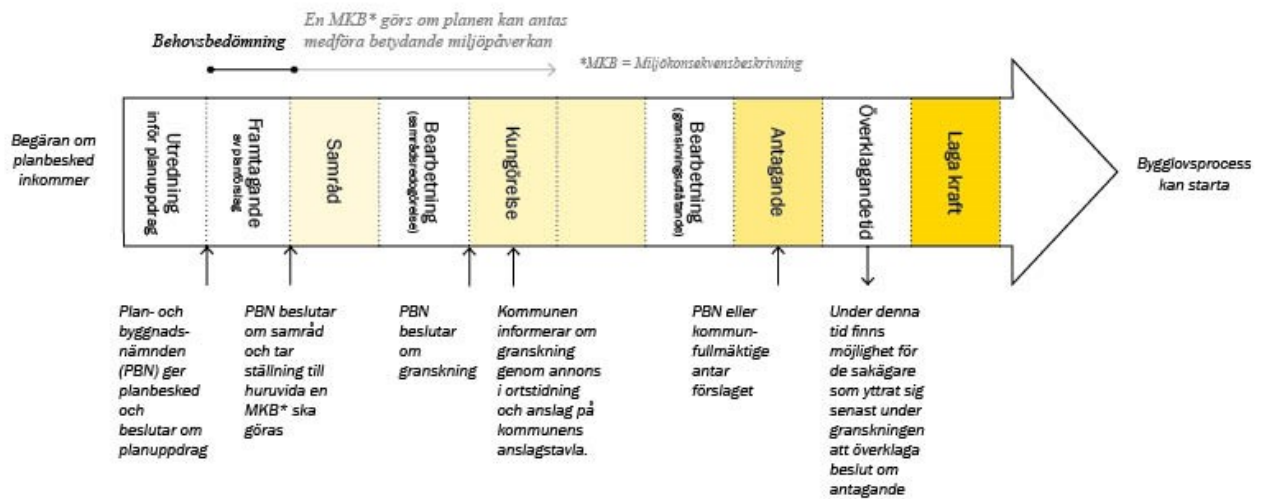 En MKB* görs om planen kan antas
medföra betydande miljöpåverkan
Behovsbedömning
*MKB = Miljökonsekvensbeskrivning
Begäran om
planbesked
inkommer
Utredning
inför planuppdrag
Framtagande
av planförslag
Samråd
Bearbetning
(samrådsredogörelse)
Kungörelse
Bearbetning
(granskningsutlåtande)
Antagande
Överklagandetid
Laga kraft
Bygglovsprocess
kan starta
Plan- och
byggnads-
nämnden
(PBN) ger
planbesked
och
beslutar om
planuppdrag
PBN beslutar
om samråd
och tar
ställning till
huruvida en
MKB* ska
göras
PBN
beslutar
om
granskning
Kommunen
informerar om
granskning
genom annons
i ortstidning
och anslag på
kommunens
anslagstavla.
PBN eller
kommun-
fullmäktige
antar
förslaget
Under denna
tid finns
möjlighet för
de sakägare
som yttrat sig
senast under
granskningen
att överklaga
beslut om
antagande